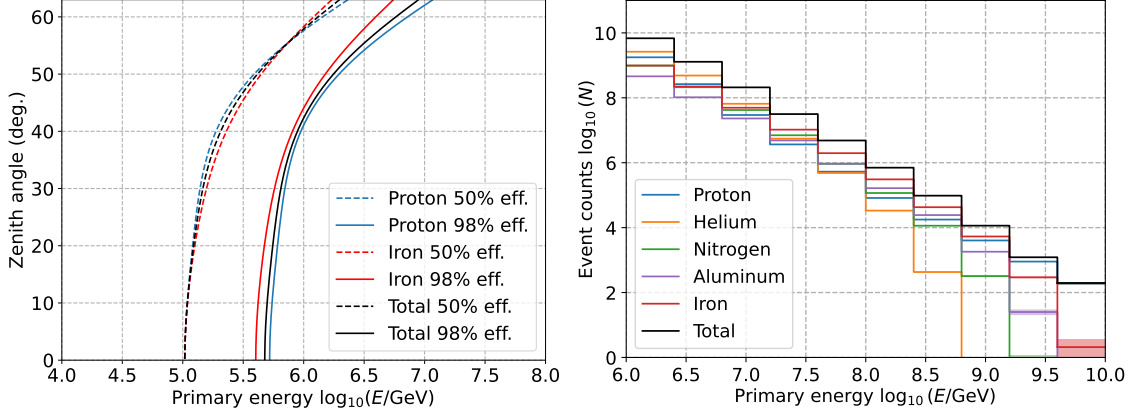 60
50
40
30
20
10
0
Zenith angle (deg.)
Proton 50% eff.
Proton 98% eff.
Iron 50% eff.
Iron 98% eff.
Total 50% eff.
Total 98% eff.
4.0 4.5 5.0 5.5 6.0 6.5 7.0 7.5 8.0
Primary energy log₁₀(E/GeV)
10
8
6
4
2
0
Event counts log₁₀(N)
Proton
Helium
Nitrogen
Aluminum
Iron
Total
6.0 6.5 7.0 7.5 8.0 8.5 9.0 9.5 10.0
Primary energy log₁₀(E/GeV)